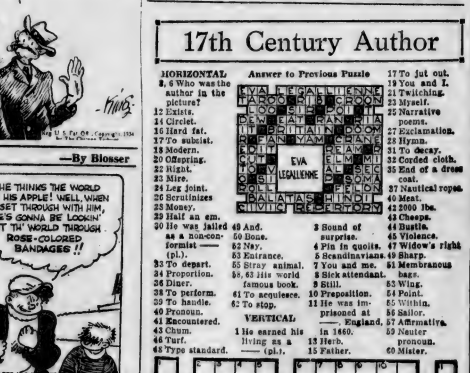 17th Century Author
—By Blosser
HE THINKS THE WORLD
HIS APPLE! WELL, WHEN
SET THROUGH WITH HIM,
E'S GONNA BE LOOKIN'
T TH' WORLD THROUGH
ROSE-COLORED
BANDAGES!!
HORIZONTAL
2, 6 Who was the
author in the
picture?
12 Exists.
14 Circlet.
16 Hard fat.
17 To subsist.
18 Modern.
20 Offspring.
22 Right.
23 Mire.
24 Leg joint.
26 Scrutinizes
28 Money.
29 Half an em.
30 He was jailed
as a non-con-
formist —
(pl.).
33 To depart.
34 Proportion.
36 Diner.
38 To perform.
39 To handle.
40 Pronoun.
41 Encountered.
43 Chum.
46 Turf.
48 Type standard.
Answer to Previous Puzzle
EVA
LEGALLIENNE
49 And.
50 Bone.
52 Nay.
53 Entrance.
55 Stray animal.
58, 63 His world
famous book.
61 To acquiesce.
62 To stop.
VERTICAL
1 He earned his
living as a
— (pl.).
3 Sound of
surprise.
4 Pin in quoits.
5 Scandinavians.
7 You and me.
8 Sick attendant.
9 Still.
10 Preposition.
11 He was im-
prisoned at
—, England,
in 1660.
13 Herb.
15 Father.
17 To jut out.
19 You and I.
21 Twitching.
23 Myself.
25 Narrative
poems.
27 Exclamation.
28 Hymn.
31 To decay.
32 Corded cloth.
35 End of a dress
coat.
37 Nautical ropes.
40 Meat.
42 2000 lbs.
43 Cheeps.
44 Bustle.
45 Violence.
47 Widow's right
49 Sharp.
51 Membranous
bags.
53 Wing.
54 Point.
55 Within.
56 Sailor.
57 Affirmative.
59 Neuter
pronoun.
60 Mister.